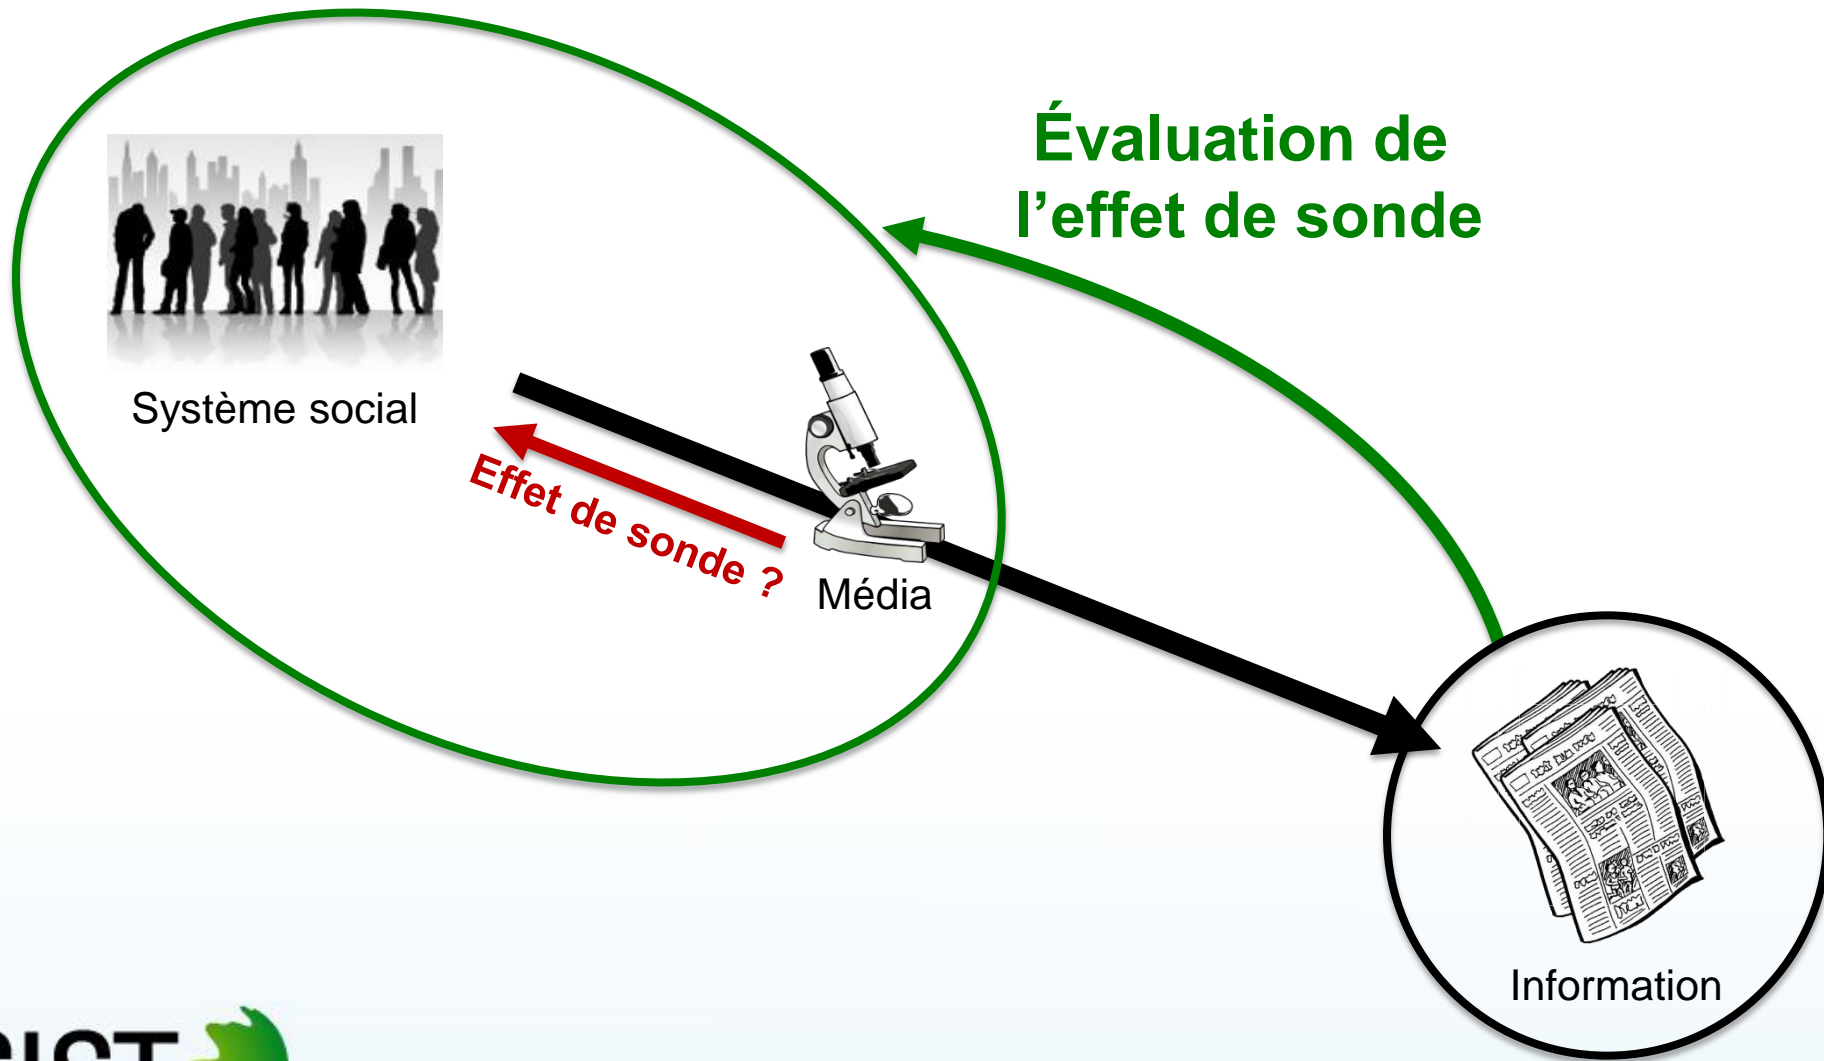 Évaluation de
l’effet de sonde
Système social
Effet de sonde ?
Média
Information